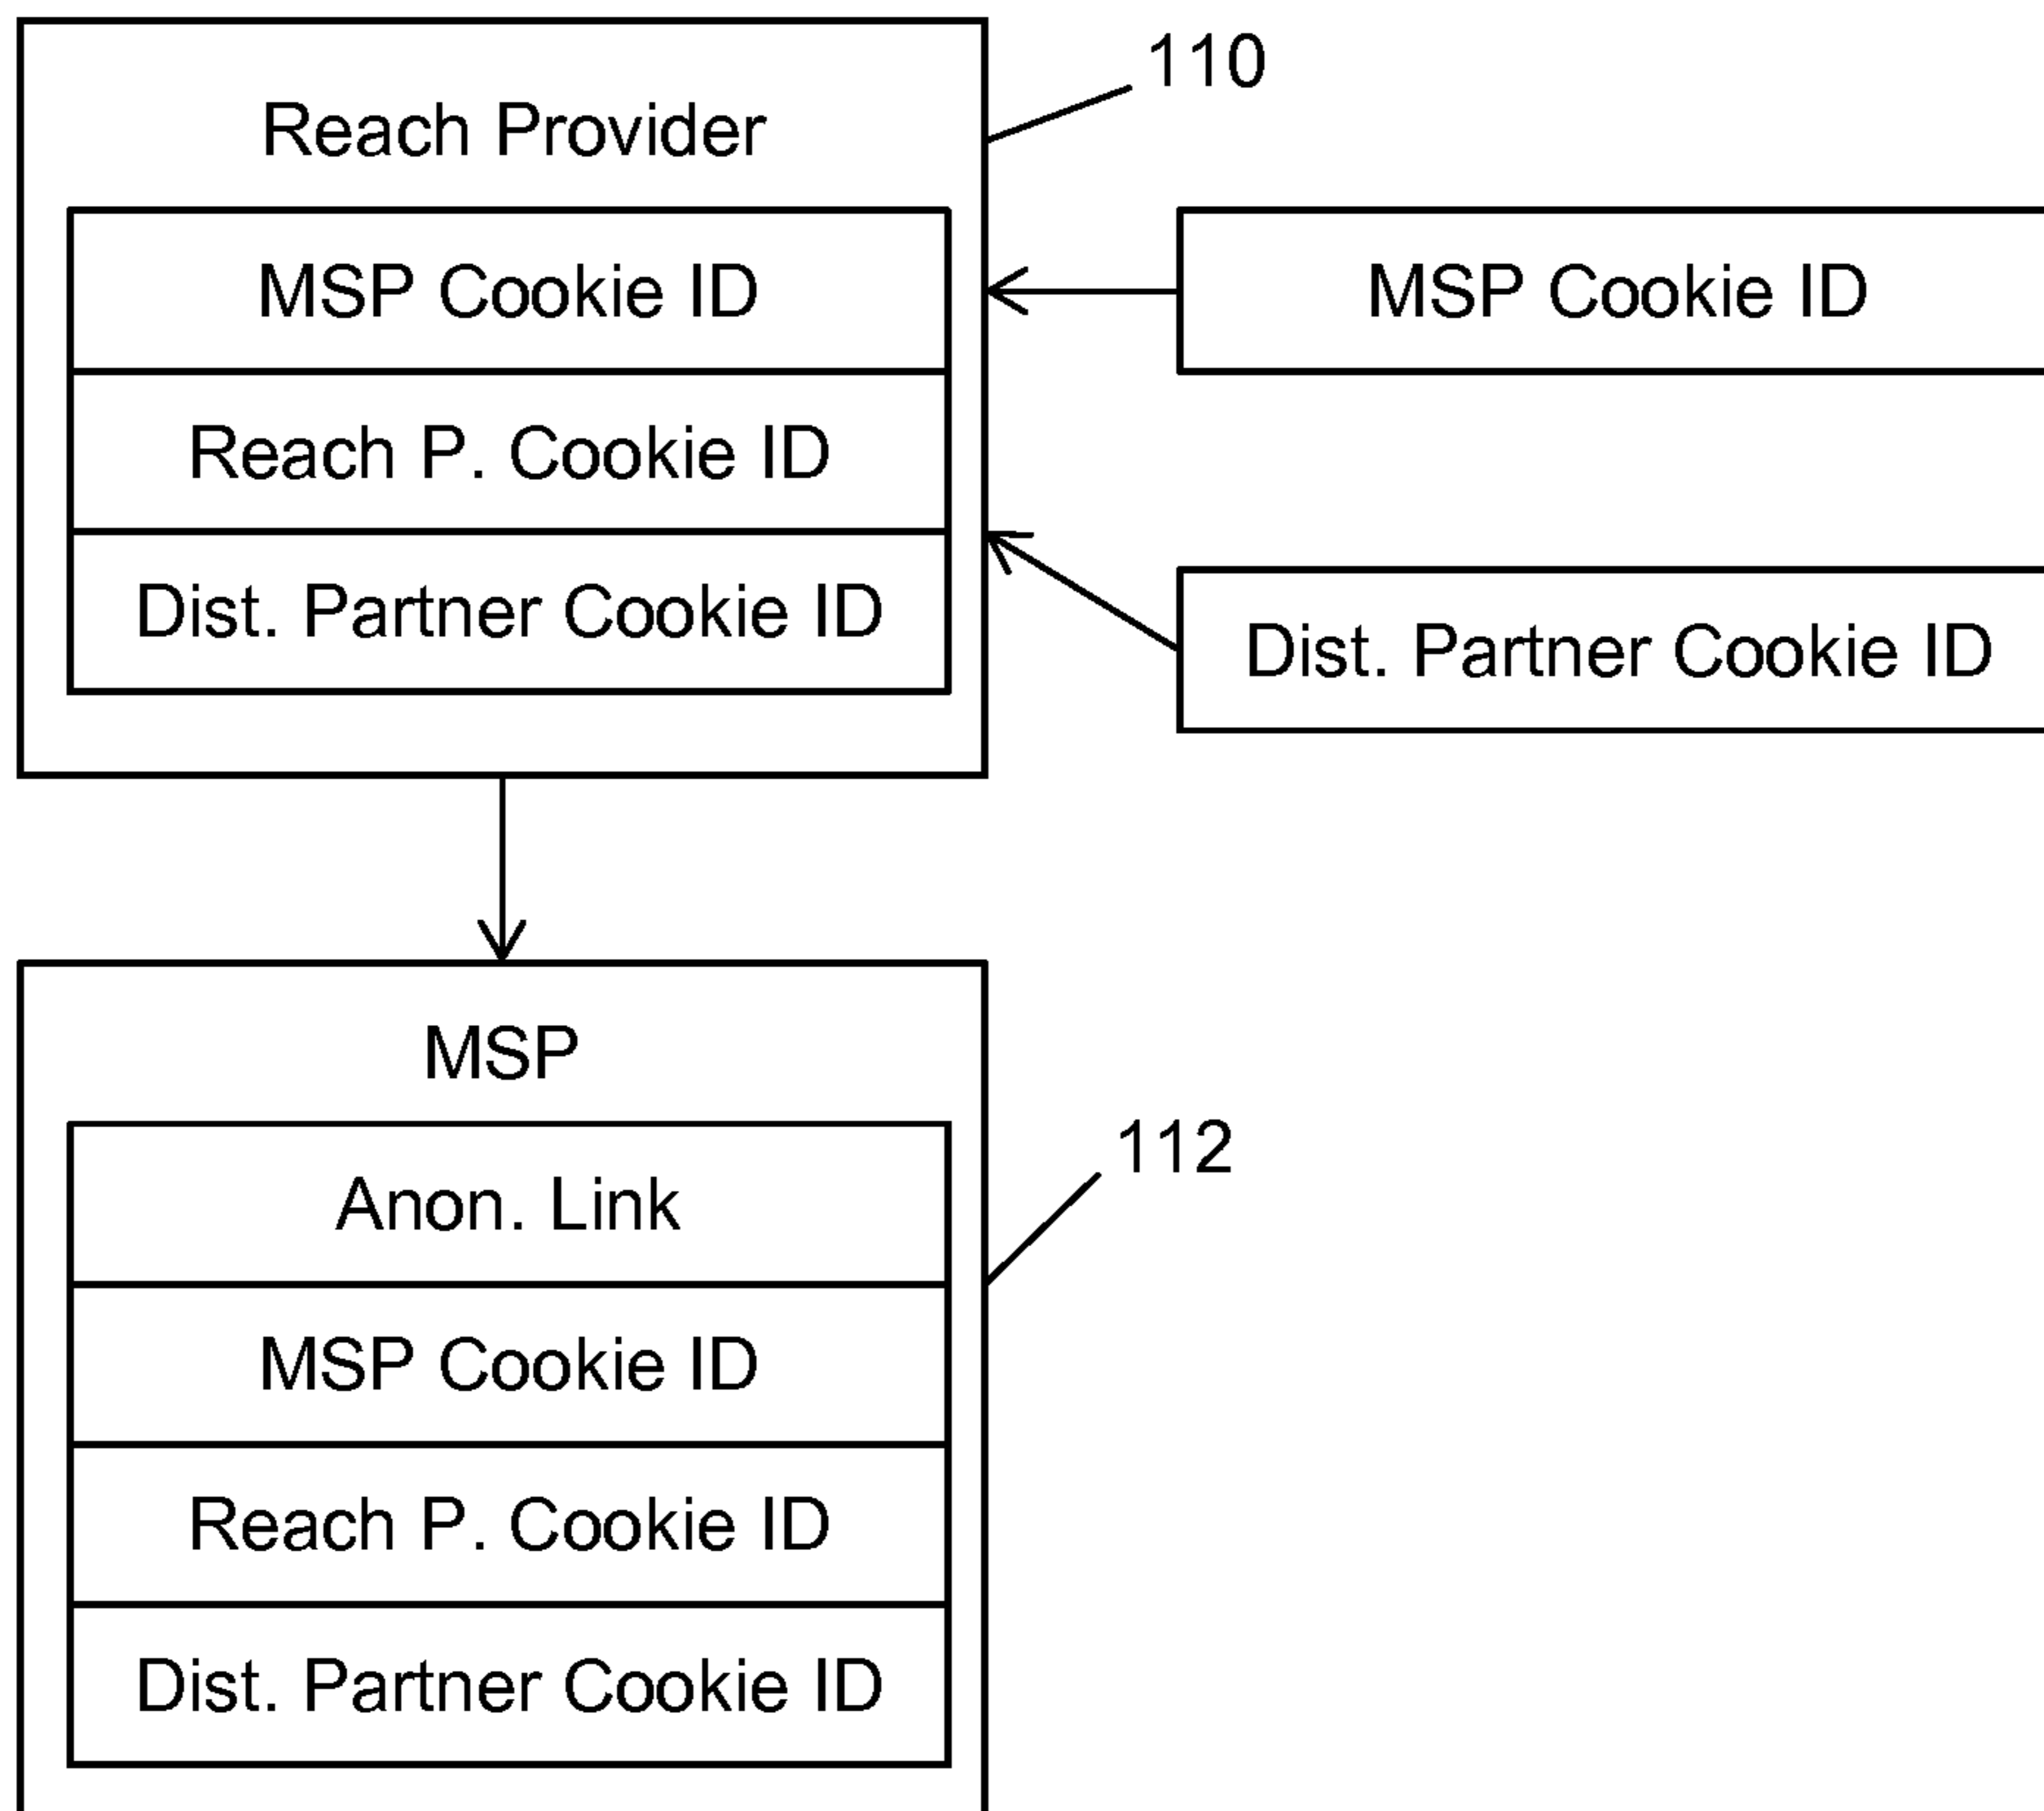 110
Reach Provider
MSP Cookie ID
MSP Cookie ID
Reach P. Cookie ID
Dist. Partner Cookie ID
Dist. Partner Cookie ID
MSP
112
Anon. Link
MSP Cookie ID
Reach P. Cookie ID
Dist. Partner Cookie ID